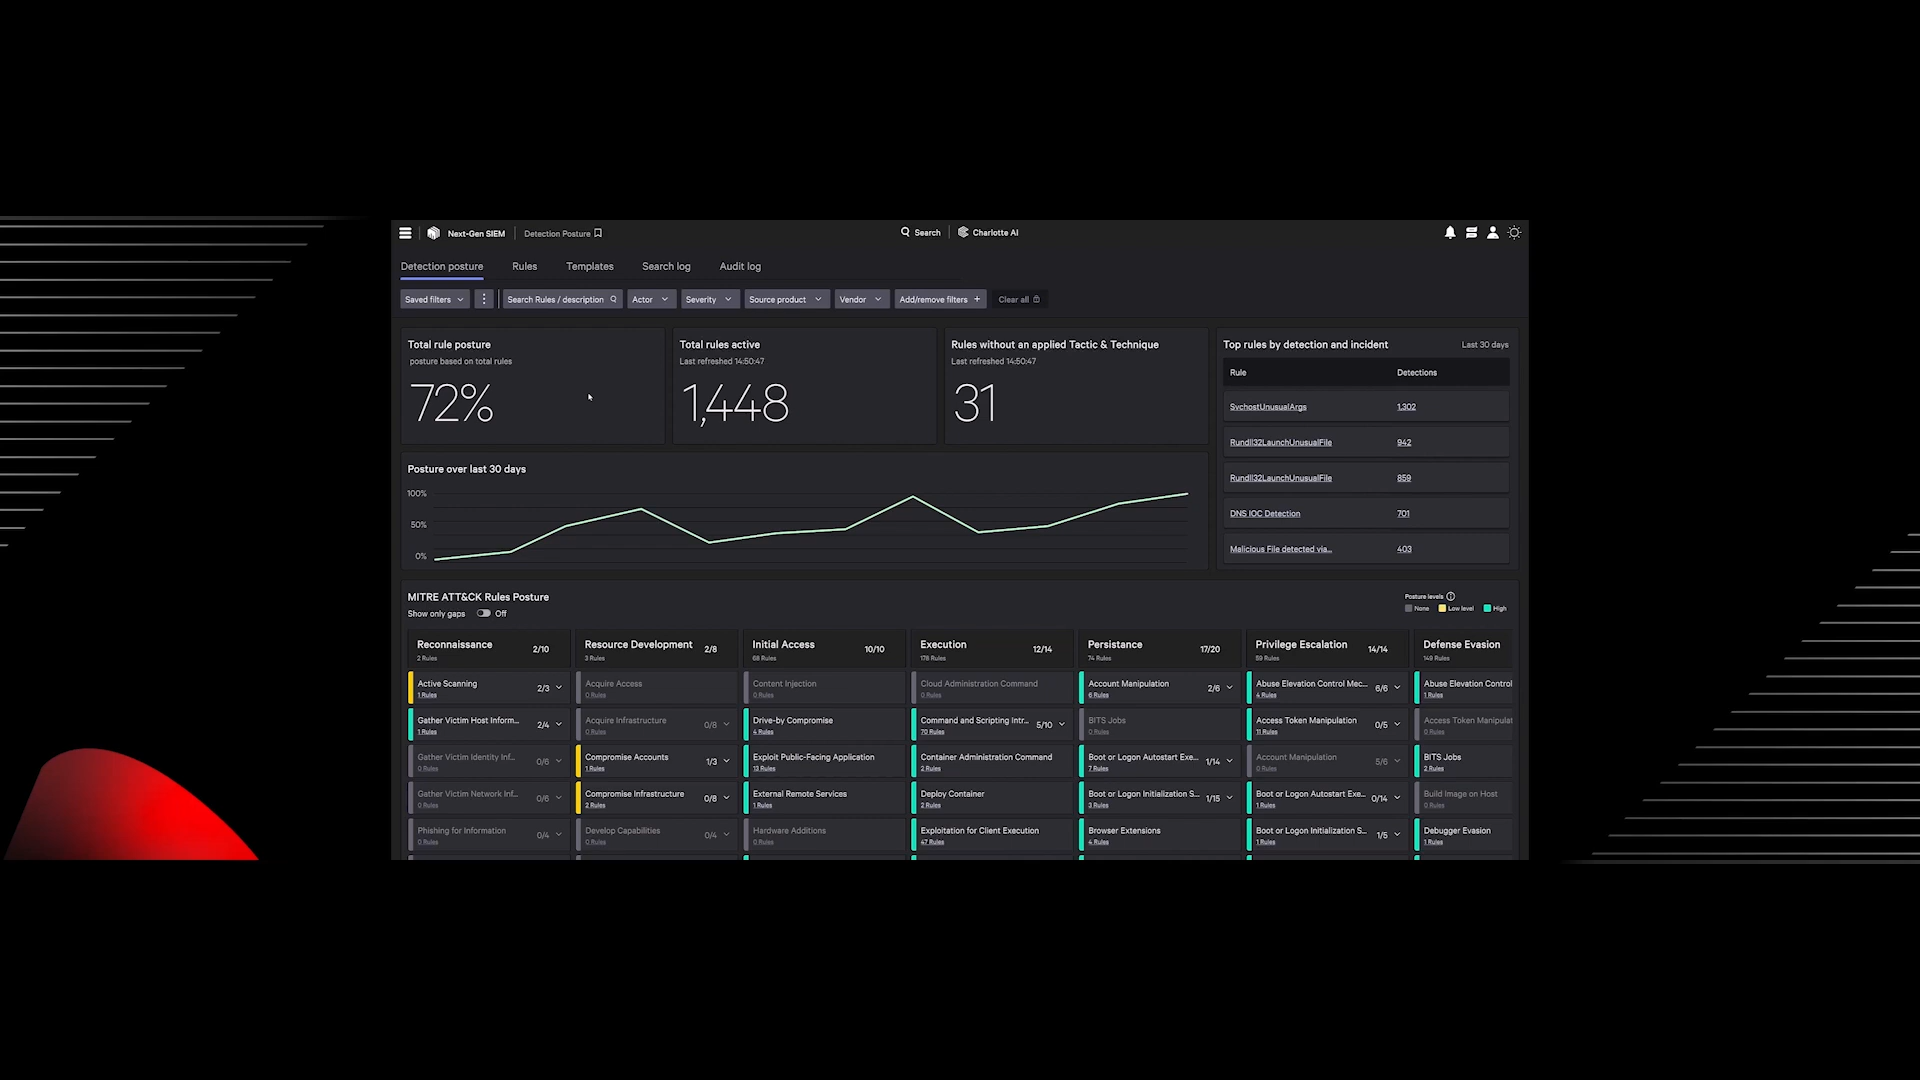 Next-Gen SIEM
Detection Posture
Search
Charlotte AI
Detection posture
Rules
Templates
Search log
Audit log
Saved filters
Search Rules / description
Actor
Severity
Source product
Vendor
Add/remove filters +
Clear all
Total rule posture
posture based on total rules
72%
Total rules active
Last refreshed 14:50:47
1,448
Rules without an applied Tactic & Technique
Last refreshed 14:50:47
31
Top rules by detection and incident
Last 30 days
Rule Detections
SvchostUnusualArgs 1,302
Rundll32LaunchUnusualFile 942
Rundll32LaunchUnusualFile 859
DNS IOC Detection 701
Malicious File detected via... 403
Posture over last 30 days
100%
50%
0%
MITRE ATT&CK Rules Posture
Show only gaps Off
Posture levels
None Low level High
Reconnaissance 2/10
2 Rules
Active Scanning 2/3
1 Rules
Gather Victim Host Inform... 2/4
1 Rules
Gather Victim Identity Inf... 0/6
0 Rules
Gather Victim Network Inf... 0/6
0 Rules
Phishing for Information 0/4
0 Rules
Resource Development 2/8
3 Rules
Acquire Access
0 Rules
Acquire Infrastructure 0/8
0 Rules
Compromise Accounts 1/3
1 Rules
Compromise Infrastructure 0/8
2 Rules
Develop Capabilities 0/4
0 Rules
Initial Access 10/10
68 Rules
Content Injection
0 Rules
Drive-by Compromise
4 Rules
Exploit Public-Facing Application
13 Rules
External Remote Services
1 Rules
Hardware Additions
0 Rules
Execution 12/14
178 Rules
Cloud Administration Command
0 Rules
Command and Scripting Intr... 5/10
70 Rules
Container Administration Command
2 Rules
Deploy Container
2 Rules
Exploitation for Client Execution
47 Rules
Persistance 17/20
74 Rules
Account Manipulation 2/6
6 Rules
BITS Jobs
0 Rules
Boot or Logon Autostart Exe... 1/14
7 Rules
Boot or Logon Initialization S... 1/15
3 Rules
Browser Extensions
4 Rules
Privilege Escalation 14/14
59 Rules
Abuse Elevation Control Mec... 6/6
4 Rules
Access Token Manipulation 0/5
11 Rules
Account Manipulation 5/6
0 Rules
Boot or Logon Autostart Exe... 0/14
1 Rules
Boot or Logon Initialization S... 1/5
1 Rules
Defense Evasion
149 Rules
Abuse Elevation Control
1 Rules
Access Token Manipulat
0 Rules
BITS Jobs
2 Rules
Build Image on Host
0 Rules
Debugger Evasion
1 Rules